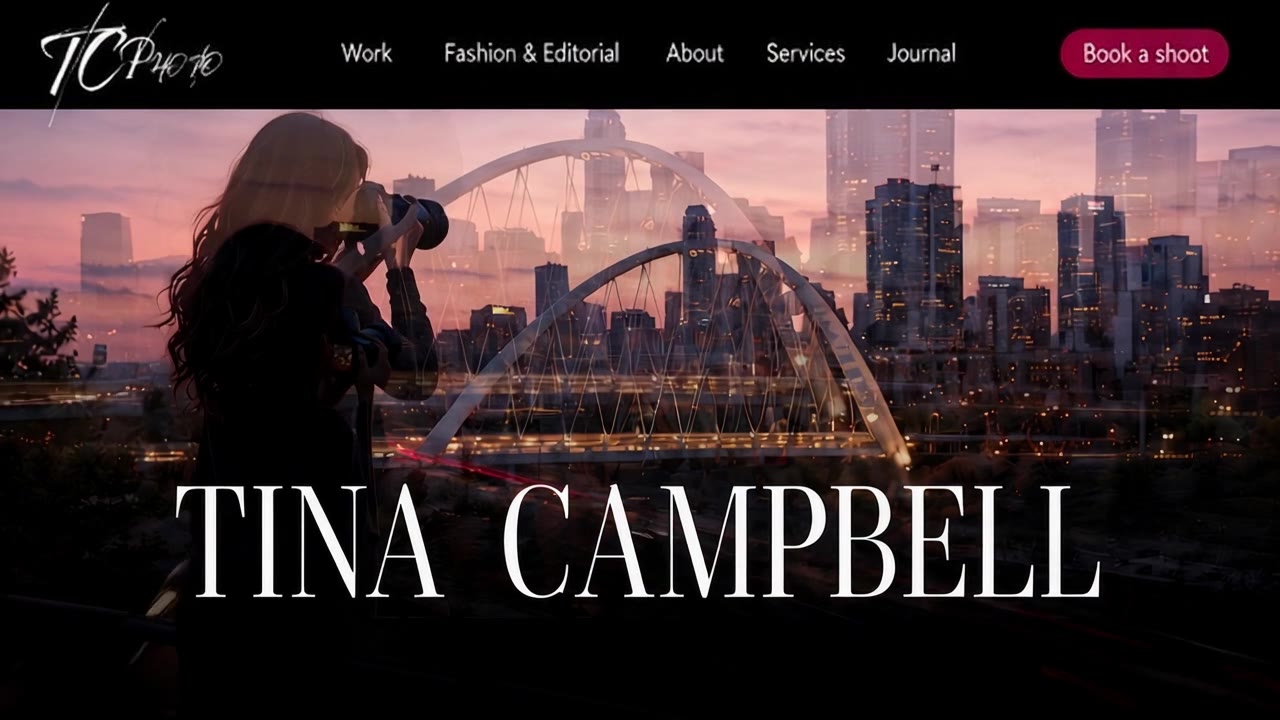 TCPhoto
Work
Fashion & Editorial
About
Services
Journal
Book a shoot
TINA CAMPBELL